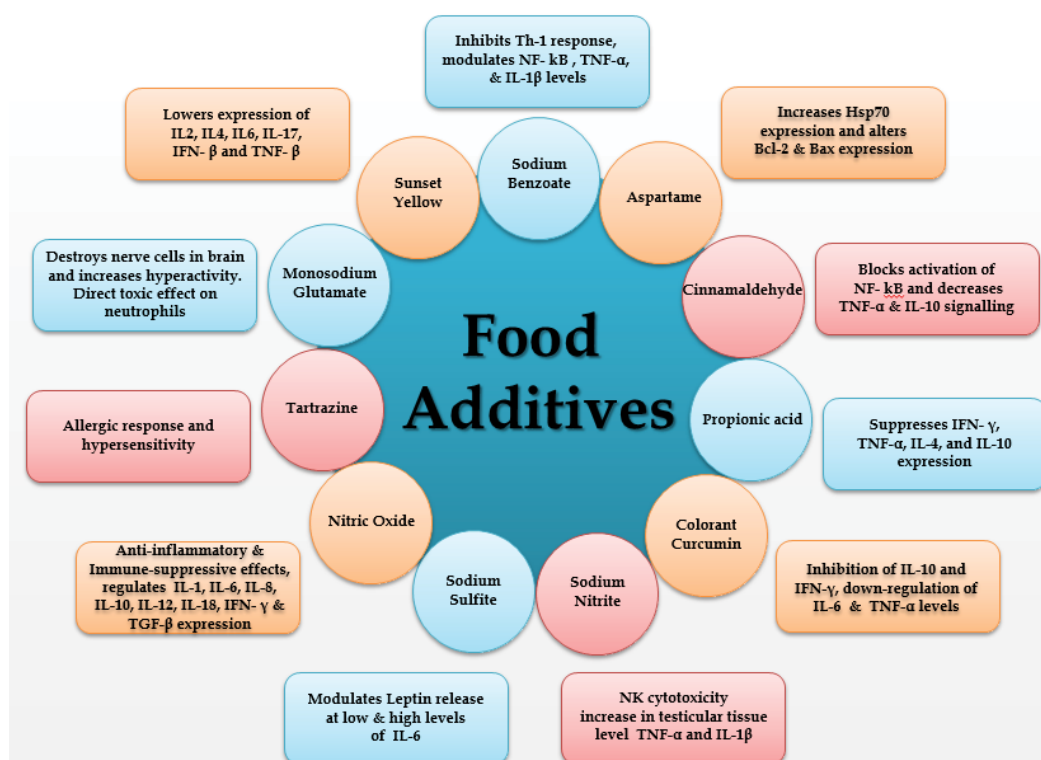 Inhibits Th-1 response,
modulates NF- kB , TNF-α,
& IL-1β levels
Lowers expression of
IL2, IL4, IL6, IL-17,
IFN- β and TNF- β
Increases Hsp70
expression and alters
Bcl-2 & Bax expression
Sunset
Yellow
Sodium
Benzoate
Aspartame
Destroys nerve cells in brain
and increases hyperactivity.
Direct toxic effect on
neutrophils
Monosodium
Glutamate
Cinnamaldehyde
Blocks activation of
NF- kB and decreases
TNF-α & IL-10 signalling
Food
Additives
Allergic response and
hypersensitivity
Tartrazine
Propionic acid
Suppresses IFN- γ,
TNF-α, IL-4, and IL-10
expression
Nitric Oxide
Colorant
Curcumin
Anti-inflammatory &
Immune-suppressive effects,
regulates IL-1, IL-6, IL-8,
IL-10, IL-12, IL-18, IFN- γ &
TGF-β expression
Sodium
Sulfite
Sodium
Nitrite
Inhibition of IL-10 and
IFN-γ, down-regulation of
IL-6 & TNF-α levels
Modulates Leptin release
at low & high levels
of IL-6
NK cytotoxicity
increase in testicular tissue
level TNF-α and IL-1β